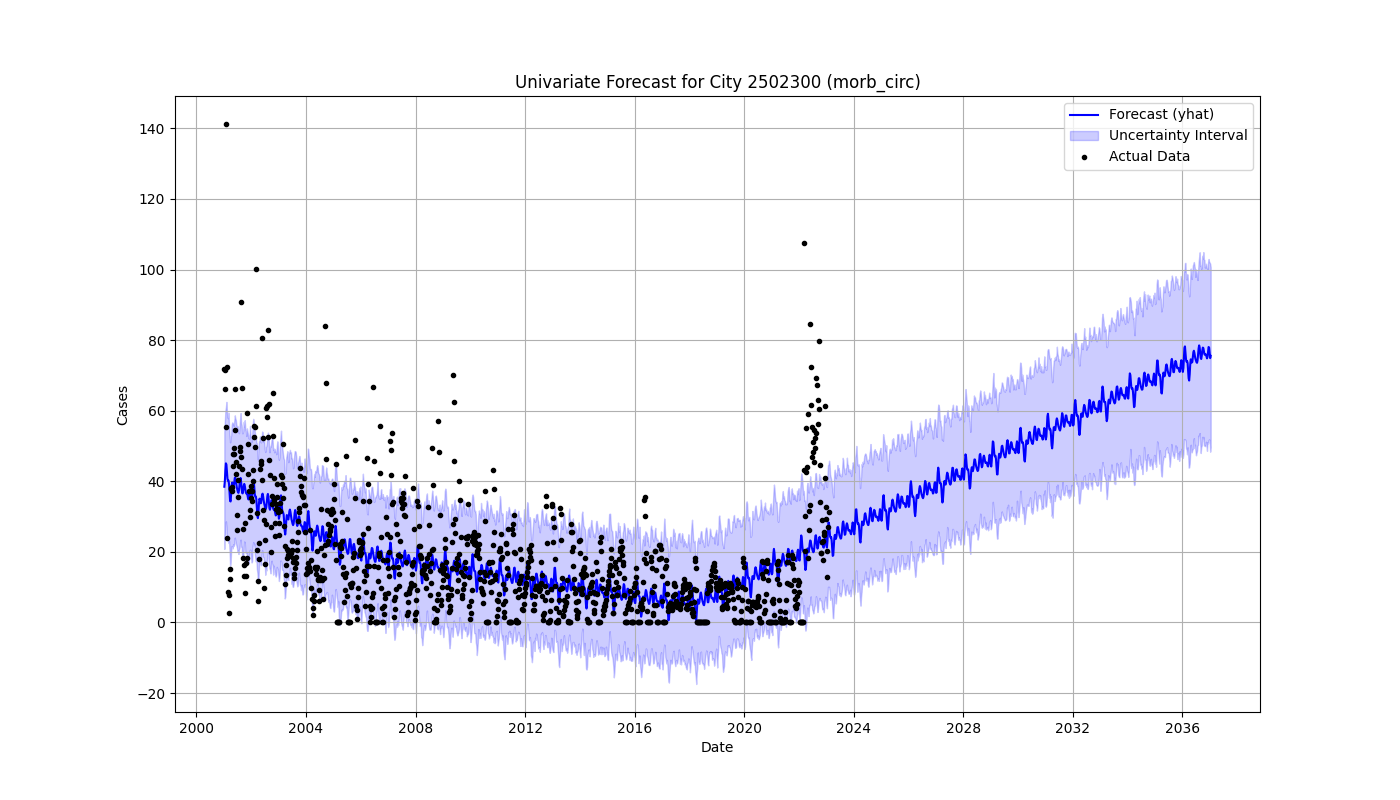 Univariate Forecast for City 2502300 (morb_circ)
Forecast (yhat)
Uncertainty Interval
Actual Data
Cases
140
120
100
80
60
40
20
0
−20
2000 2004 2008 2012 2016 2020 2024 2028 2032 2036
Date